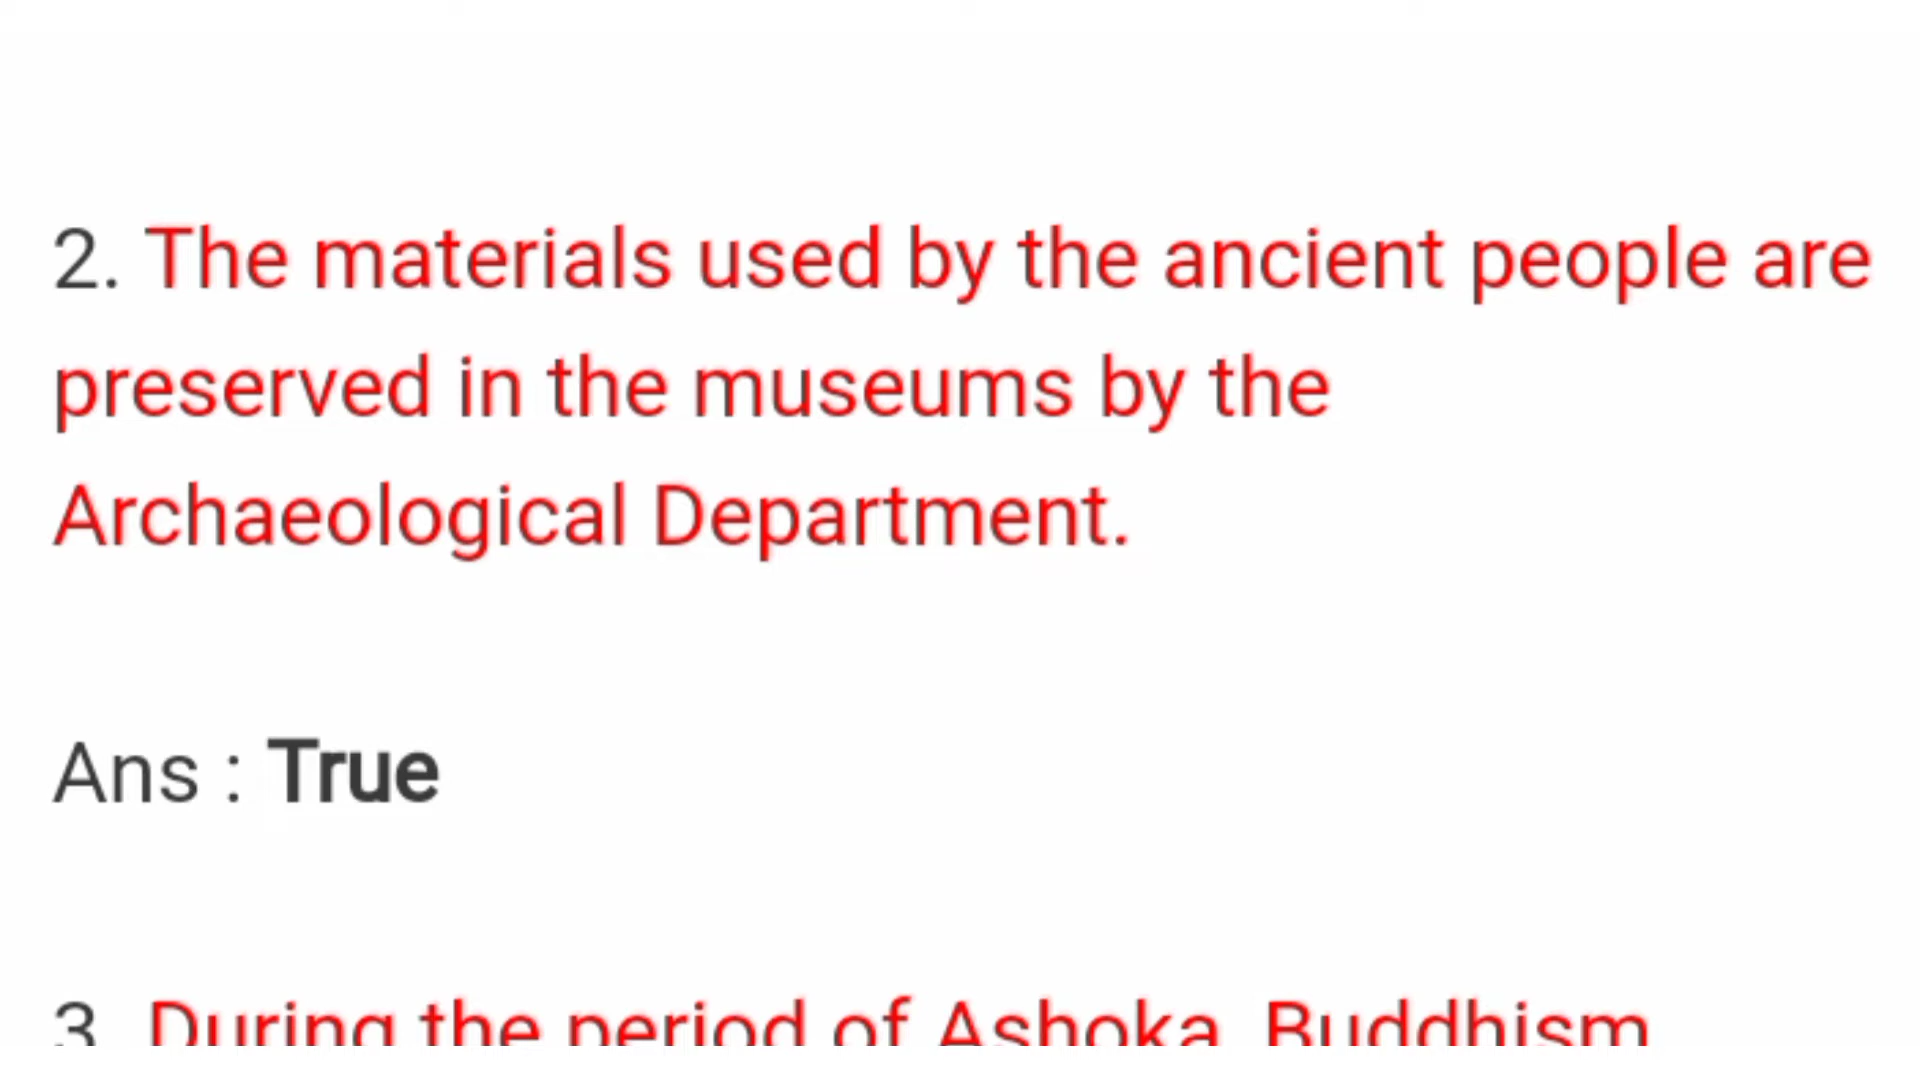 2. The materials used by the ancient people are
preserved in the museums by the
Archaeological Department.
Ans : True
3. During the period of Ashoka, Buddhism